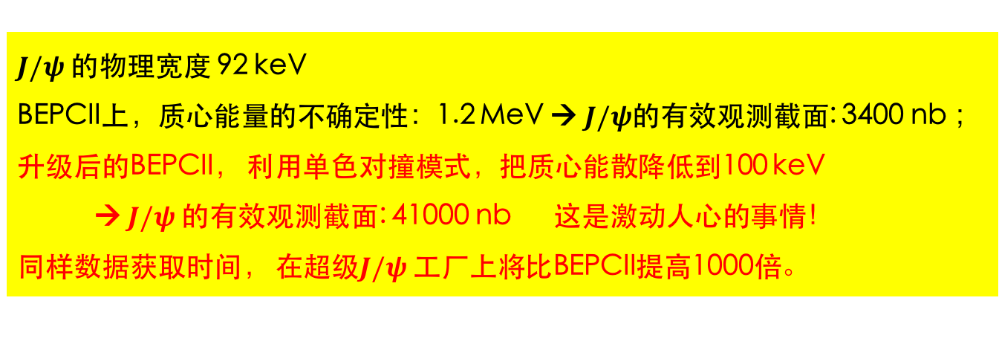 J/ψ 的物理宽度 92 keV
BEPCII上，质心能量的不确定性：1.2 MeV → J/ψ的有效观测截面: 3400 nb；
升级后的BEPCII， 利用单色对撞模式，把质心能散降低到100 keV
→ J/ψ 的有效观测截面: 41000 nb 这是激动人心的事情！
同样数据获取时间， 在超级J/ψ 工厂上将比BEPCII提高1000倍。